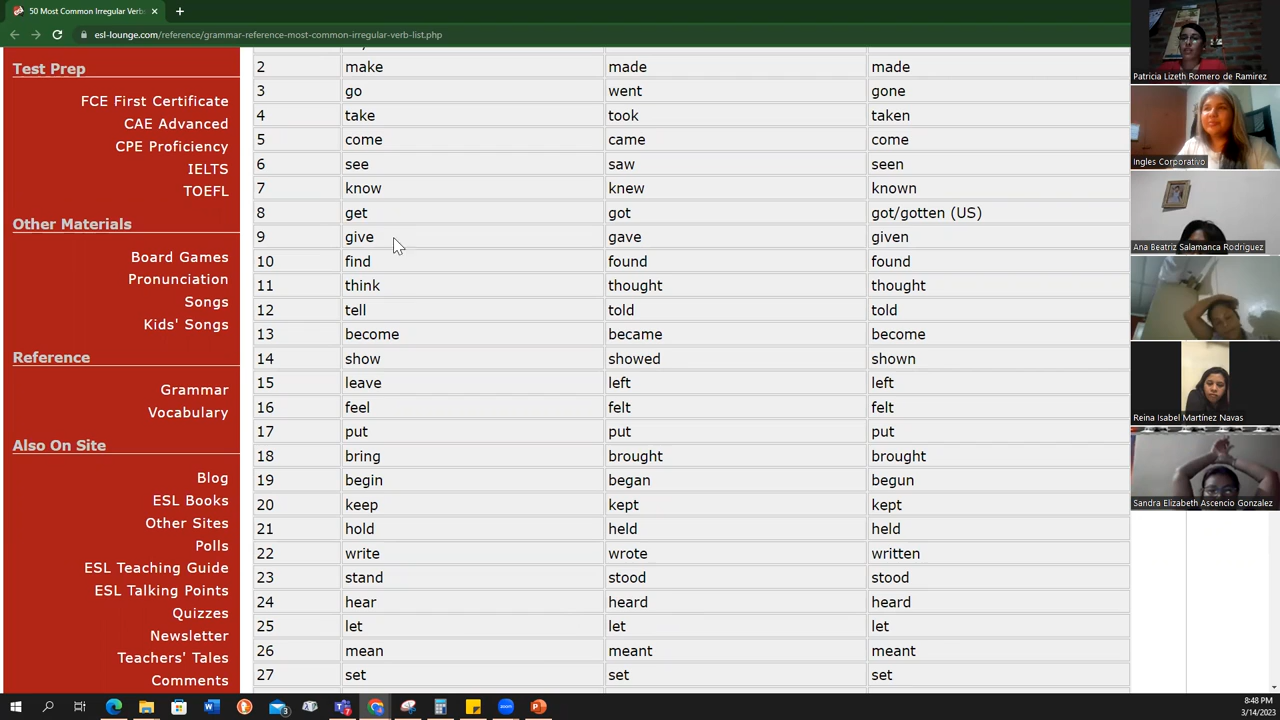 50 Most Common Irregular Verb
esl-lounge.com/reference/grammar-reference-most-common-irregular-verb-list.php
Test Prep
FCE First Certificate
CAE Advanced
CPE Proficiency
IELTS
TOEFL
Other Materials
Board Games
Pronunciation
Songs
Kids' Songs
Reference
Grammar
Vocabulary
Also On Site
Blog
ESL Books
Other Sites
Polls
ESL Teaching Guide
ESL Talking Points
Quizzes
Newsletter
Teachers' Tales
Comments
2 make made made
3 go went gone
4 take took taken
5 come came come
6 see saw seen
7 know knew known
8 get got got/gotten (US)
9 give gave given
10 find found found
11 think thought thought
12 tell told told
13 become became become
14 show showed shown
15 leave left left
16 feel felt felt
17 put put put
18 bring brought brought
19 begin began begun
20 keep kept kept
21 hold held held
22 write wrote written
23 stand stood stood
24 hear heard heard
25 let let let
26 mean meant meant
27 set set set
Patricia Lizeth Romero de Ramirez
Ingles Corporativo
Ana Beatriz Salamanca Rodriguez
Reina Isabel Martínez Navas
Sandra Elizabeth Ascencio Gonzalez
8:48 PM
3/14/2023